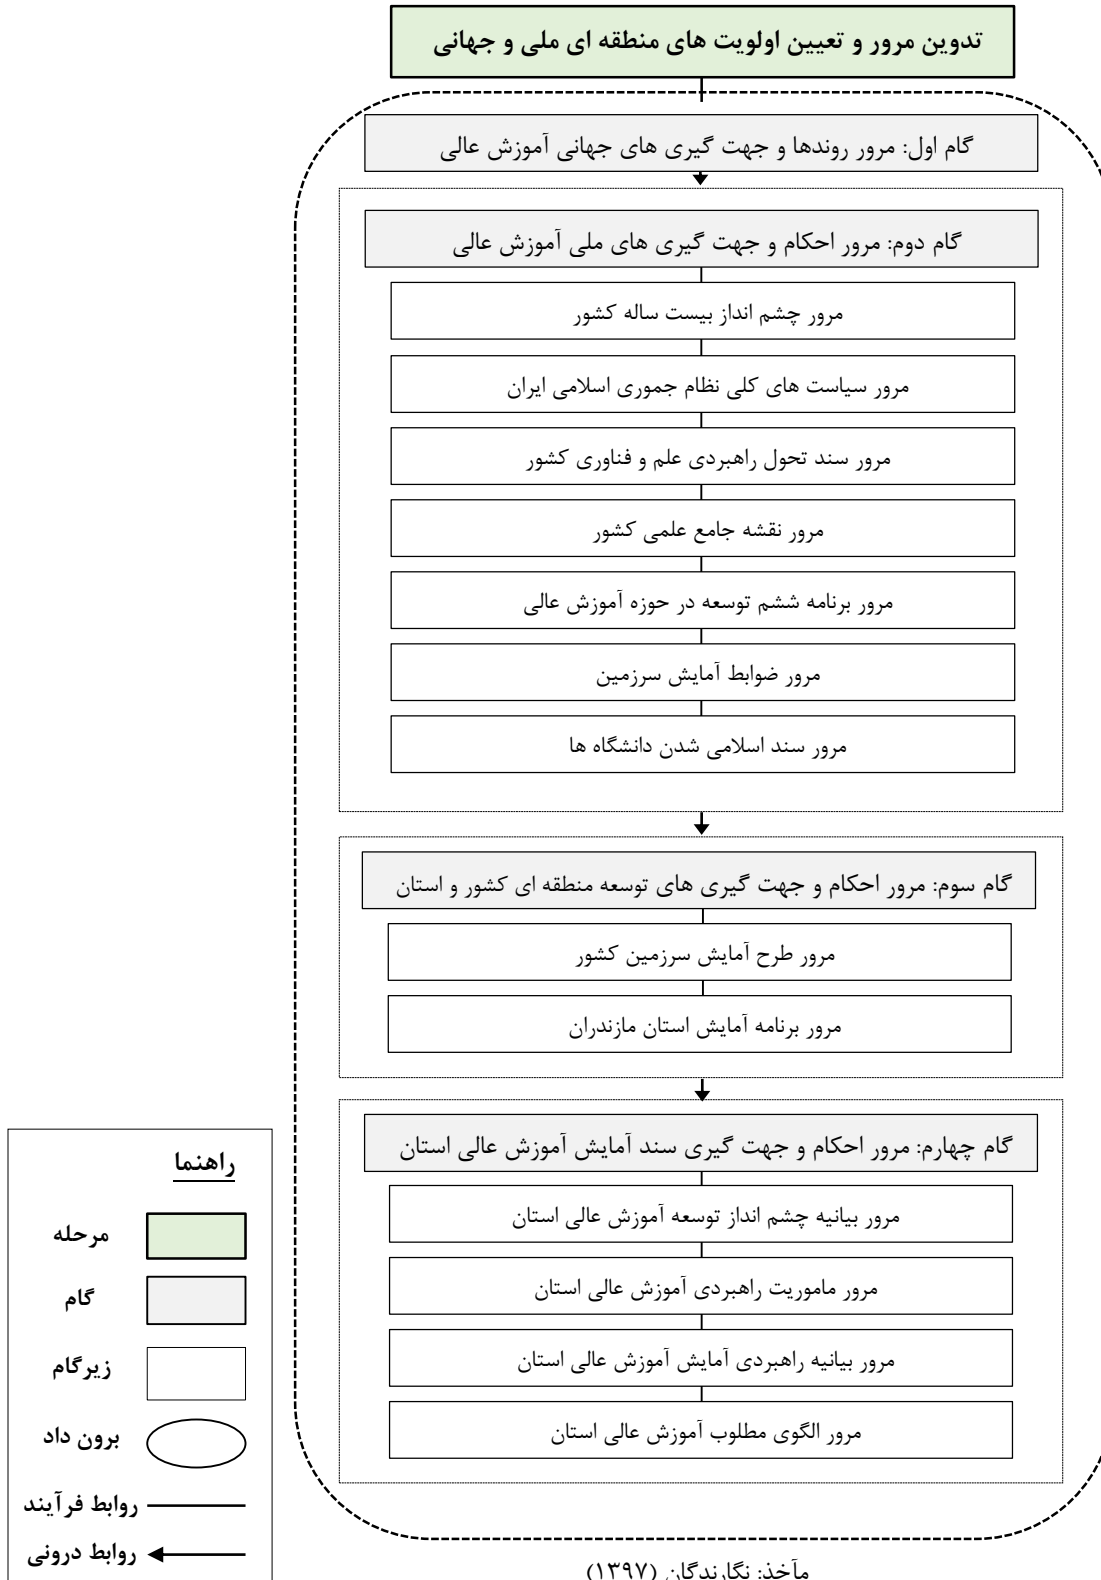 تدوین مرور و تعیین اولویت های منطقه ای ملی و جهانی
گام اول: مرور روندها و جهت گیری های جهانی آموزش عالی
گام دوم: مرور احکام و جهت گیری های ملی آموزش عالی
مرور چشم انداز بیست ساله کشور
مرور سیاست های کلی نظام جموری اسلامی ایران
مرور سند تحول راهبردی علم و فناوری کشور
مرور نقشه جامع علمی کشور
مرور برنامه ششم توسعه در حوزه آموزش عالی
مرور ضوابط آمایش سرزمین
مرور سند اسلامی شدن دانشگاه ها
گام سوم: مرور احکام و جهت گیری های توسعه منطقه ای کشور و استان
مرور طرح آمایش سرزمین کشور
مرور برنامه آمایش استان مازندران
گام چهارم: مرور احکام و جهت گیری سند آمایش آموزش عالی استان
مرور بیانیه چشم انداز توسعه آموزش عالی استان
مرور ماموریت راهبردی آموزش عالی استان
مرور بیانیه راهبردی آمایش آموزش عالی استان
مرور الگوی مطلوب آموزش عالی استان
راهنما
مرحله
گام
زیرگام
برون داد
روابط فرآیند
روابط درونی
مآخذ: نگارندگان (۱۳۹۷)